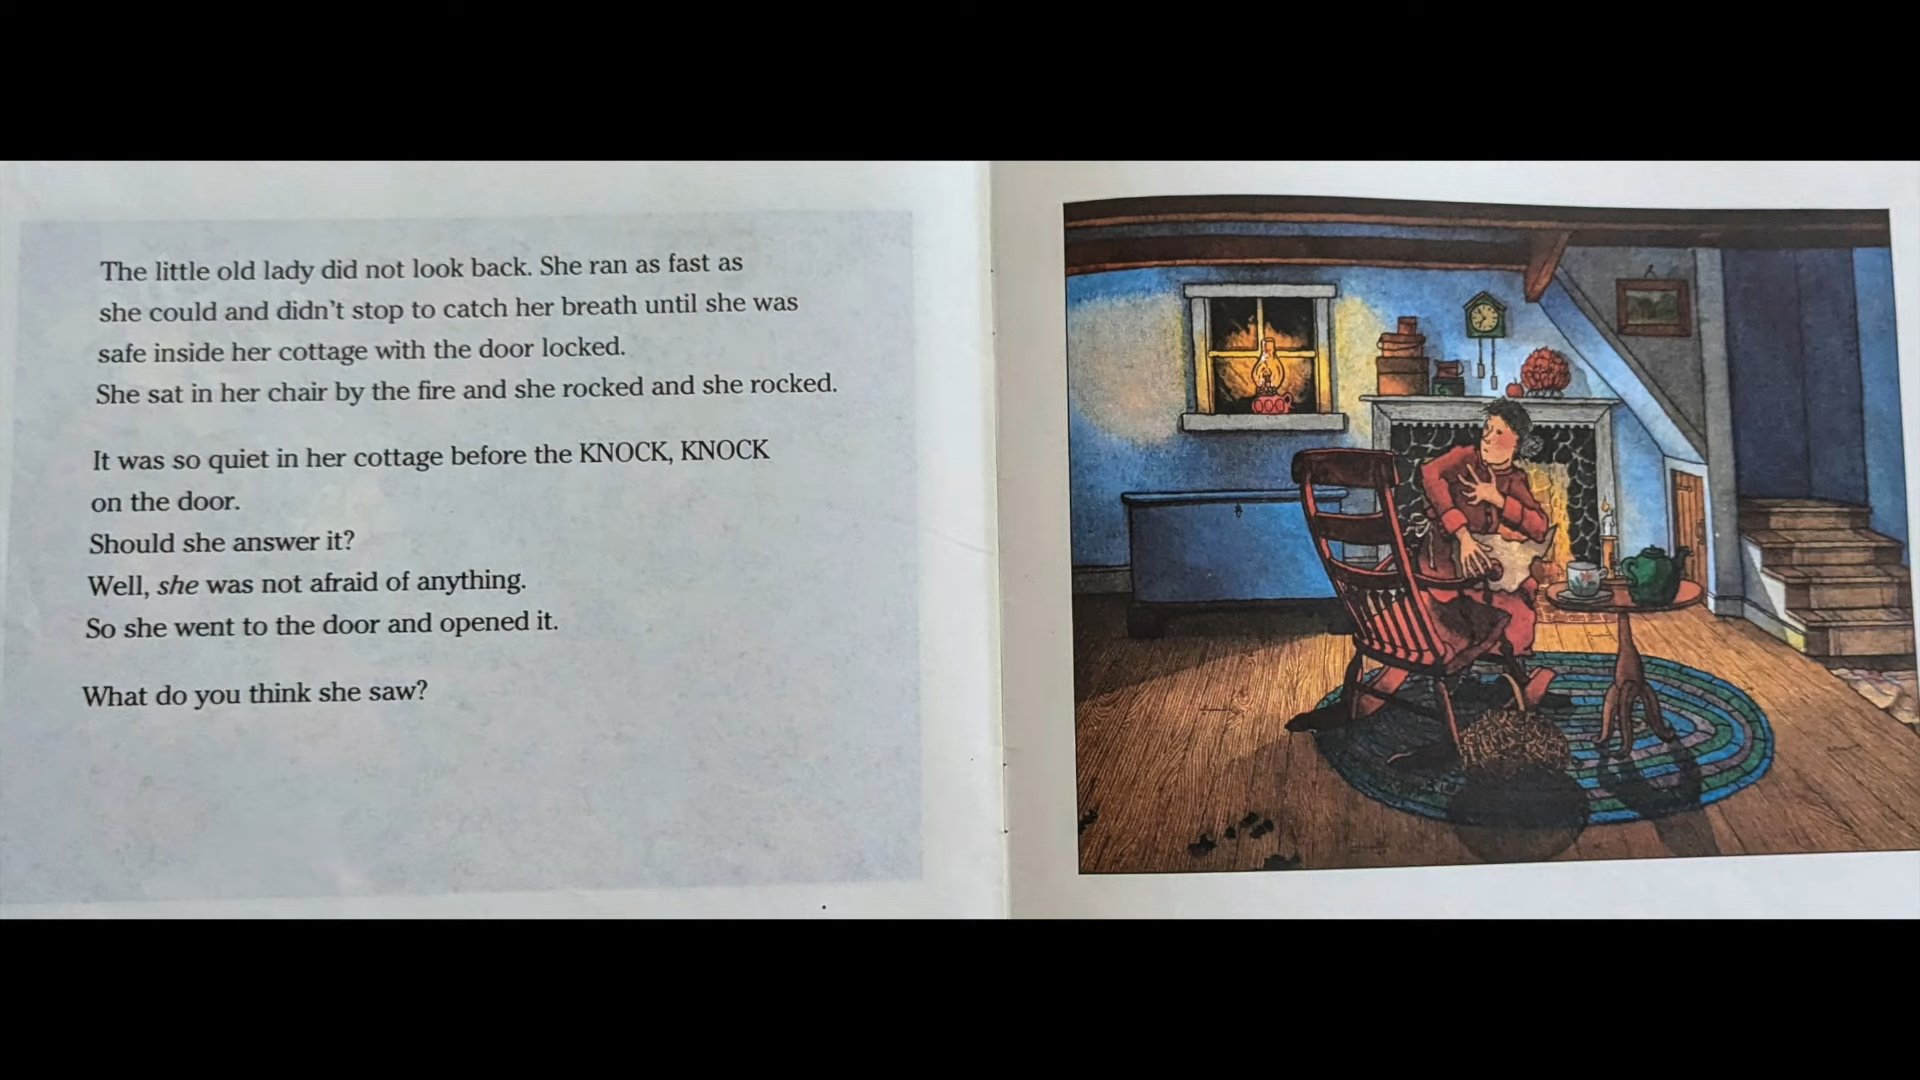 The little old lady did not look back. She ran as fast as
she could and didn't stop to catch her breath until she was
safe inside her cottage with the door locked.
She sat in her chair by the fire and she rocked and she rocked.
It was so quiet in her cottage before the KNOCK, KNOCK
on the door.
Should she answer it?
Well, she was not afraid of anything.
So she went to the door and opened it.
What do you think she saw?